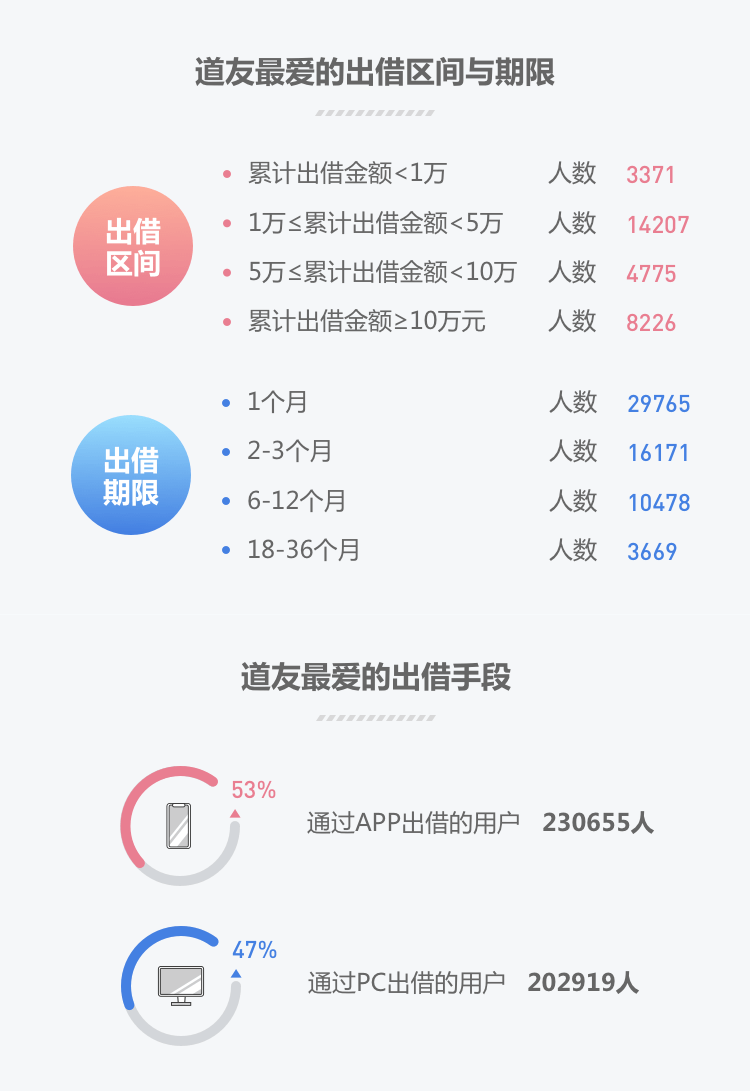 道友最爱的出借区间与期限
出借
区间
累计出借金额<1万 人数 3371
1万≤累计出借金额<5万 人数 14207
5万≤累计出借金额<10万 人数 4775
累计出借金额≥10万元 人数 8226
出借
期限
1个月 人数 29765
2-3个月 人数 16171
6-12个月 人数 10478
18-36个月 人数 3669
道友最爱的出借手段
53%
通过APP出借的用户 230655人
47%
通过PC出借的用户 202919人